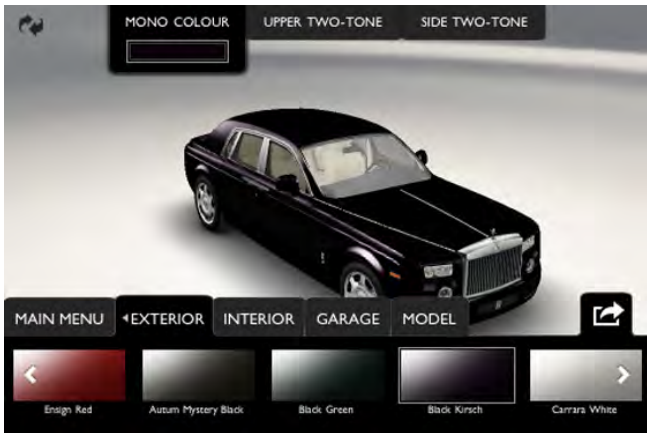 MONO COLOUR
UPPER TWO-TONE
SIDE TWO-TONE
MAIN MENU
EXTERIOR
INTERIOR
GARAGE
MODEL
Ensign Red
Autum Mystery Black
Black Green
Black Kirsch
Carrara White